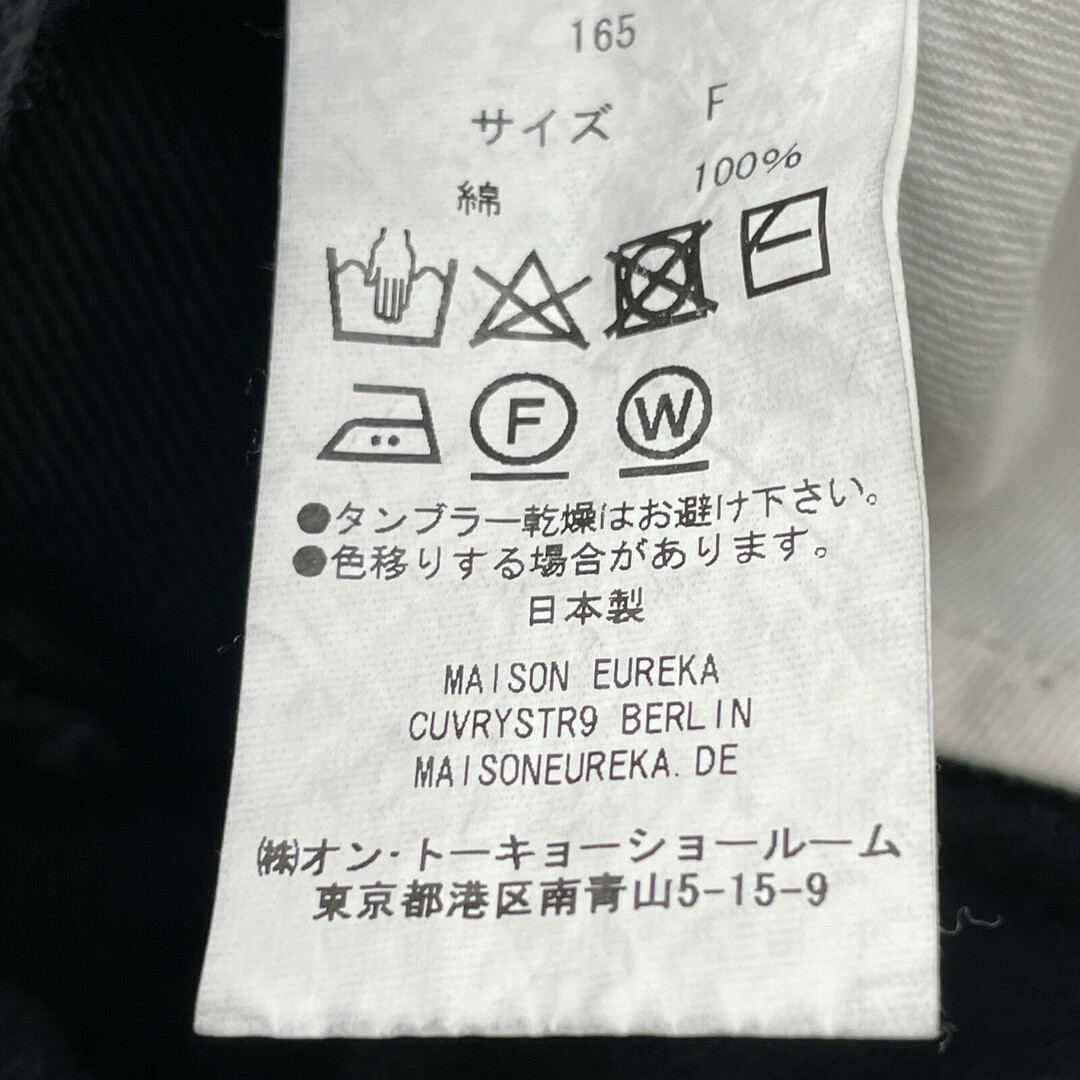 165
サイズ F
綿 100%
F W
●タンブラー乾燥はお避け下さい。
●色移りする場合があります。
日本製
MAISON EUREKA
CUVRYSTR9 BERLIN
MAISONEUREKA.DE
㈱オン・トーキョーショールーム
東京都港区南青山5-15-9